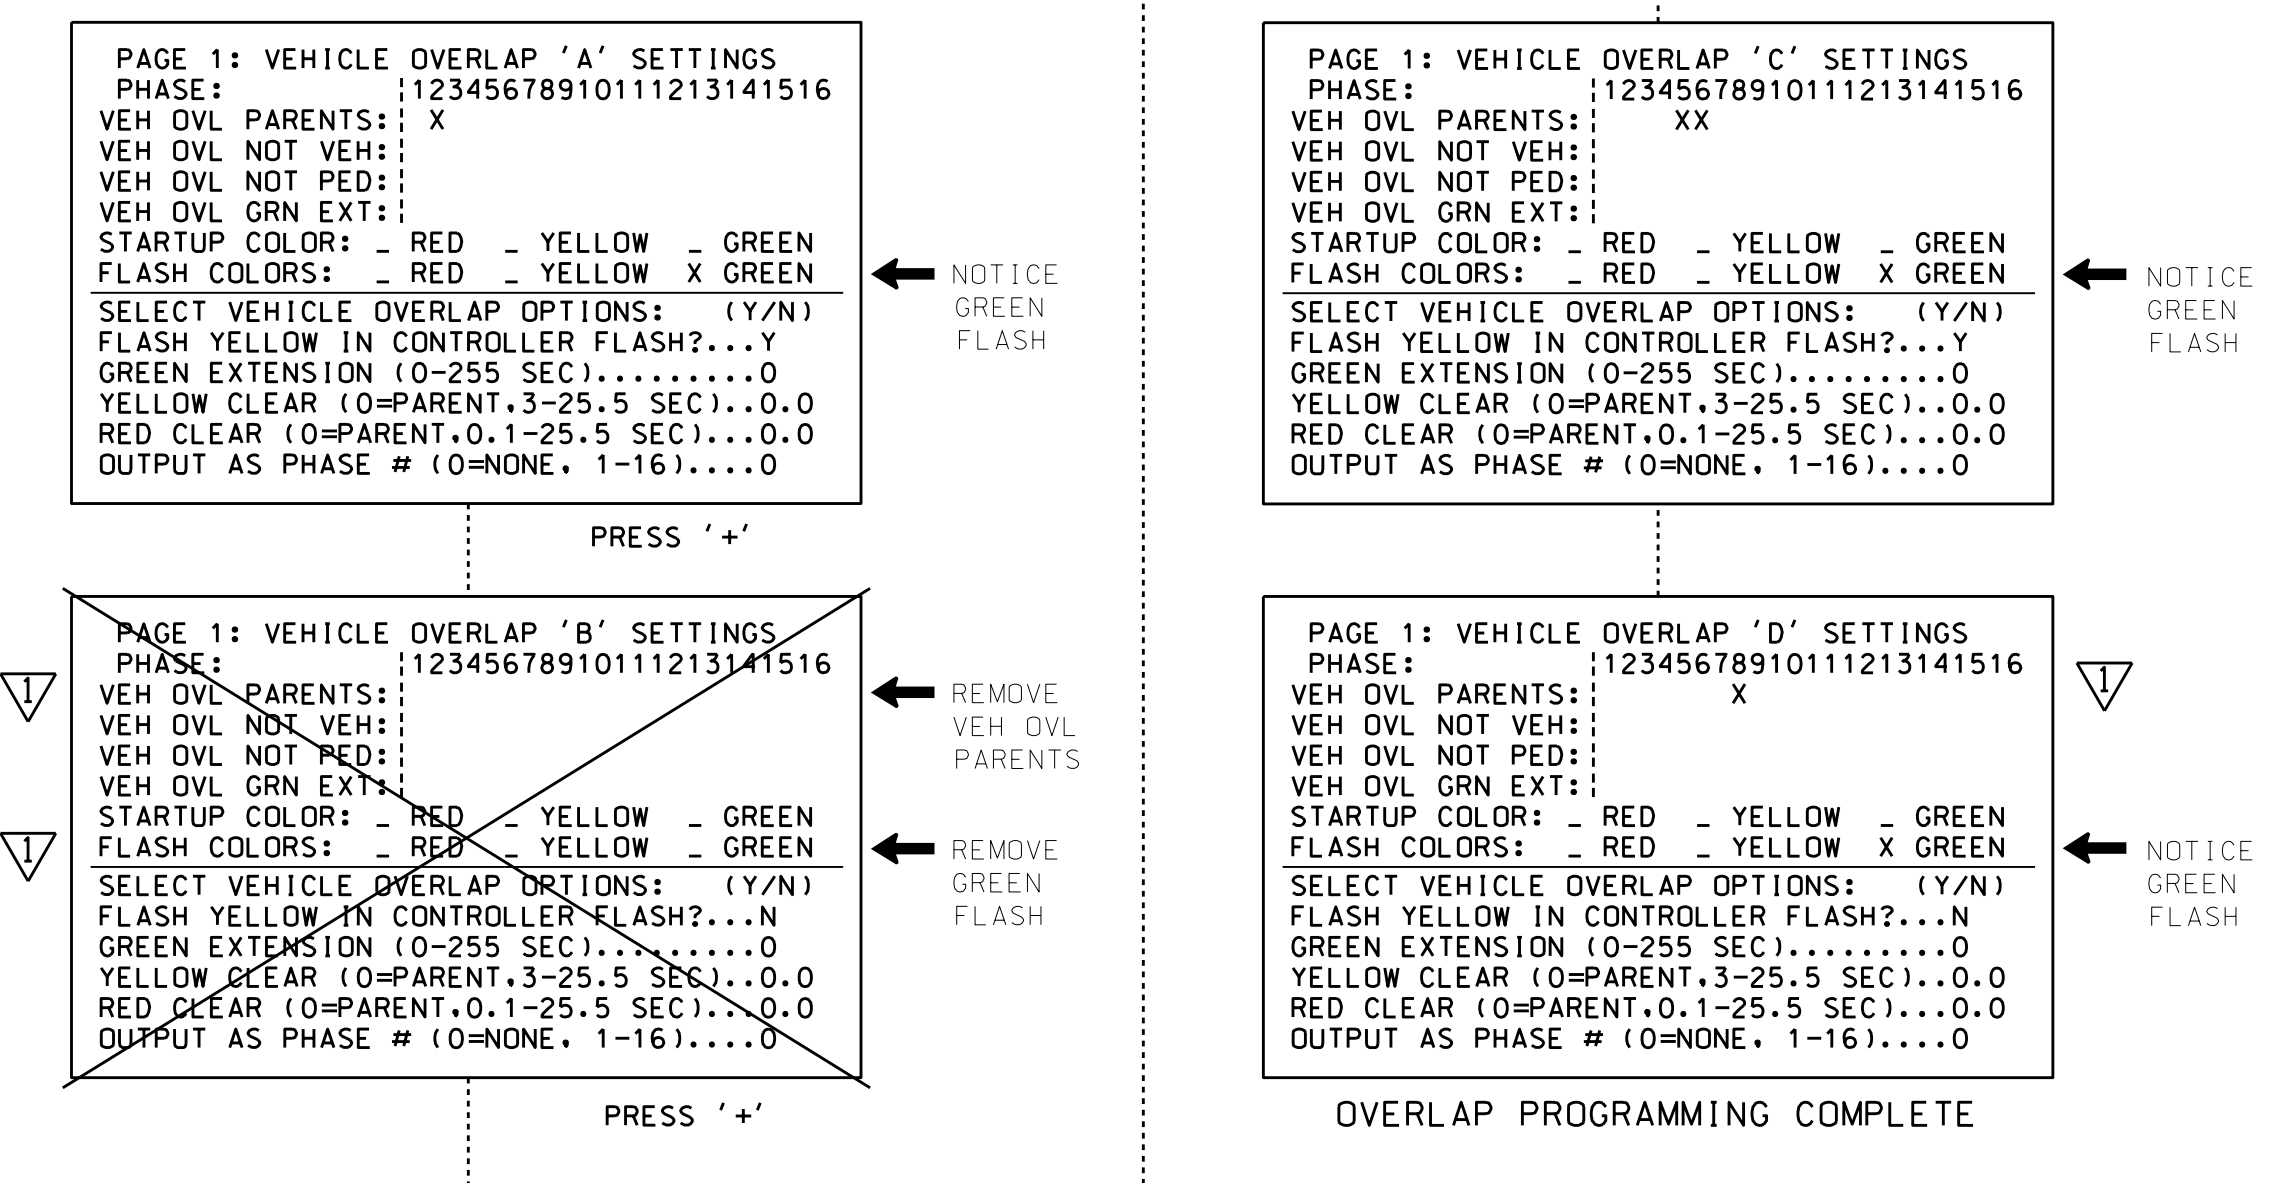 PAGE 1: VEHICLE OVERLAP 'A' SETTINGS
PHASE: 12345678910111213141516
VEH OVL PARENTS: X
VEH OVL NOT VEH:
VEH OVL NOT PED:
VEH OVL GRN EXT:
STARTUP COLOR: _ RED _ YELLOW _ GREEN
FLASH COLORS: _ RED _ YELLOW X GREEN
SELECT VEHICLE OVERLAP OPTIONS: (Y/N)
FLASH YELLOW IN CONTROLLER FLASH?...Y
GREEN EXTENSION (0-255 SEC).........0
YELLOW CLEAR (0=PARENT,3-25.5 SEC)..0.0
RED CLEAR (0=PARENT,0.1-25.5 SEC)...0.0
OUTPUT AS PHASE # (0=NONE, 1-16)....0
NOTICE
GREEN
FLASH
PRESS '+'
PAGE 1: VEHICLE OVERLAP 'B' SETTINGS
PHASE: 12345678910111213141516
VEH OVL PARENTS:
VEH OVL NOT VEH:
VEH OVL NOT PED:
VEH OVL GRN EXT:
STARTUP COLOR: _ RED _ YELLOW _ GREEN
FLASH COLORS: _ RED _ YELLOW _ GREEN
SELECT VEHICLE OVERLAP OPTIONS: (Y/N)
FLASH YELLOW IN CONTROLLER FLASH?...N
GREEN EXTENSION (0-255 SEC).........0
YELLOW CLEAR (0=PARENT,3-25.5 SEC)..0.0
RED CLEAR (0=PARENT,0.1-25.5 SEC)...0.0
OUTPUT AS PHASE # (0=NONE, 1-16)....0
1
1
REMOVE
VEH OVL
PARENTS
REMOVE
GREEN
FLASH
PRESS '+'
PAGE 1: VEHICLE OVERLAP 'C' SETTINGS
PHASE: 12345678910111213141516
VEH OVL PARENTS: XX
VEH OVL NOT VEH:
VEH OVL NOT PED:
VEH OVL GRN EXT:
STARTUP COLOR: _ RED _ YELLOW _ GREEN
FLASH COLORS: _ RED _ YELLOW X GREEN
SELECT VEHICLE OVERLAP OPTIONS: (Y/N)
FLASH YELLOW IN CONTROLLER FLASH?...Y
GREEN EXTENSION (0-255 SEC).........0
YELLOW CLEAR (0=PARENT,3-25.5 SEC)..0.0
RED CLEAR (0=PARENT,0.1-25.5 SEC)...0.0
OUTPUT AS PHASE # (0=NONE, 1-16)....0
NOTICE
GREEN
FLASH
PAGE 1: VEHICLE OVERLAP 'D' SETTINGS
PHASE: 12345678910111213141516
VEH OVL PARENTS: X
VEH OVL NOT VEH:
VEH OVL NOT PED:
VEH OVL GRN EXT:
STARTUP COLOR: _ RED _ YELLOW _ GREEN
FLASH COLORS: _ RED _ YELLOW X GREEN
SELECT VEHICLE OVERLAP OPTIONS: (Y/N)
FLASH YELLOW IN CONTROLLER FLASH?...N
GREEN EXTENSION (0-255 SEC).........0
YELLOW CLEAR (0=PARENT,3-25.5 SEC)..0.0
RED CLEAR (0=PARENT,0.1-25.5 SEC)...0.0
OUTPUT AS PHASE # (0=NONE, 1-16)....0
1
NOTICE
GREEN
FLASH
OVERLAP PROGRAMMING COMPLETE